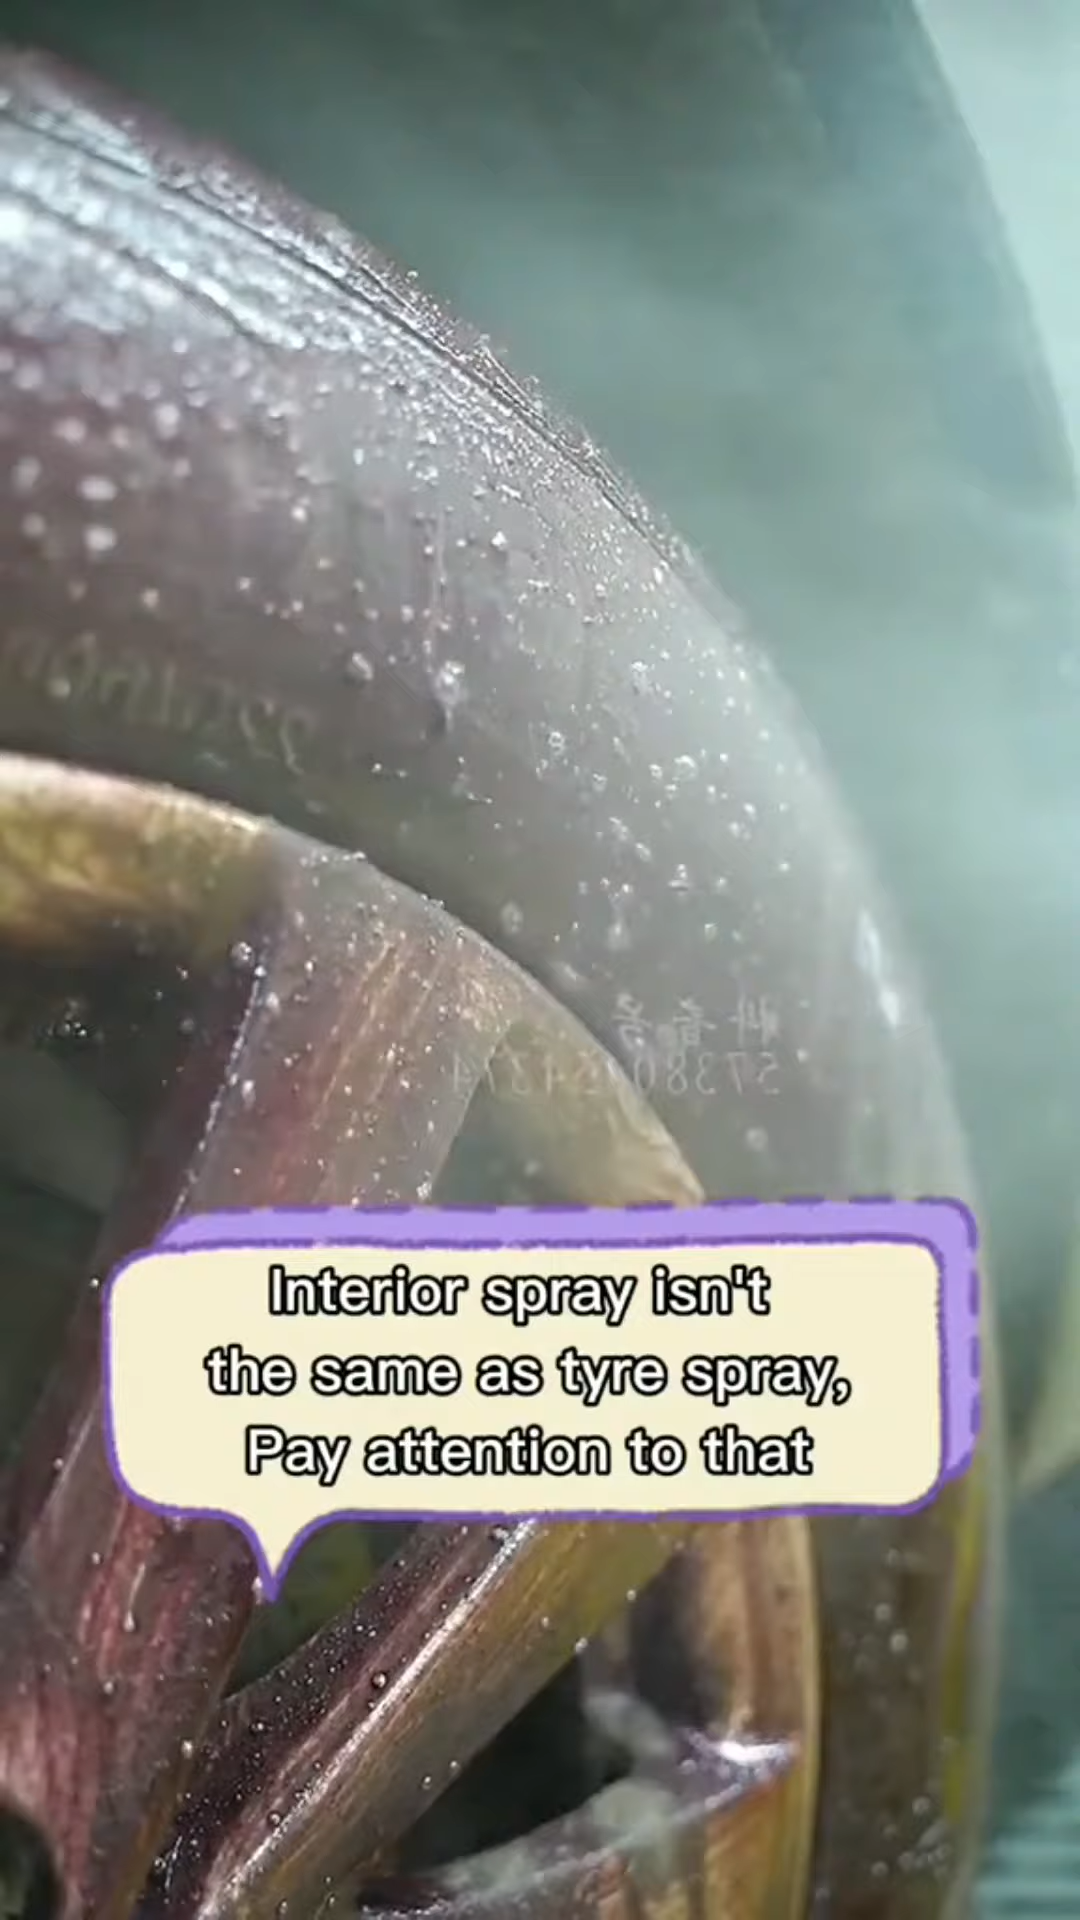 Interior spray isn't
the same as tyre spray,
Pay attention to that